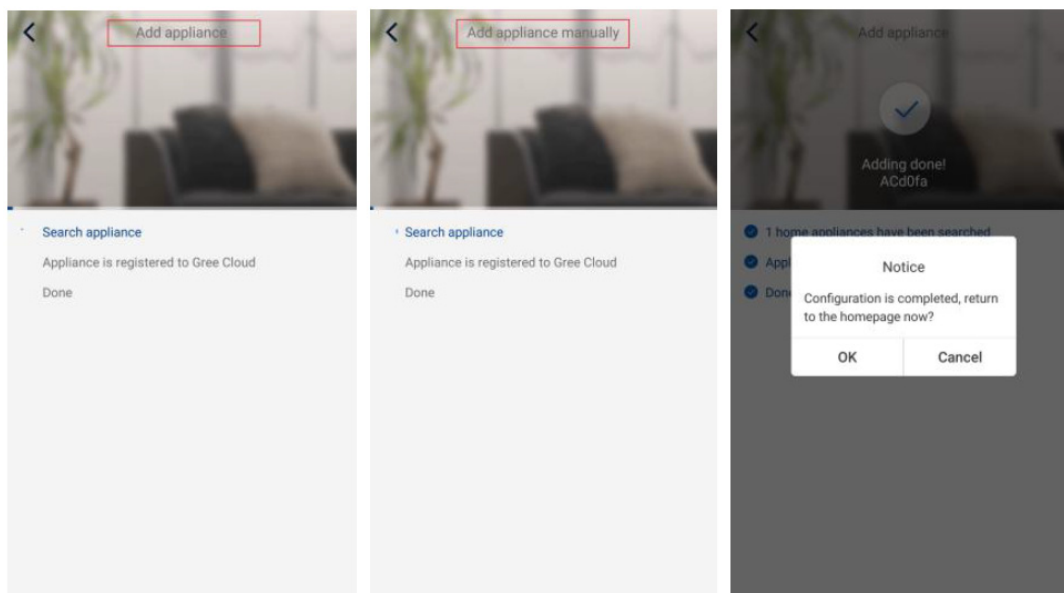 Add appliance
Search appliance
Appliance is registered to Gree Cloud
Done
Add appliance manually
Search appliance
Appliance is registered to Gree Cloud
Done
Add appliance
Adding done!
ACd0fa
1 home appliances have been searched
Appl
Done
Notice
Configuration is completed, return
to the homepage now?
OK
Cancel